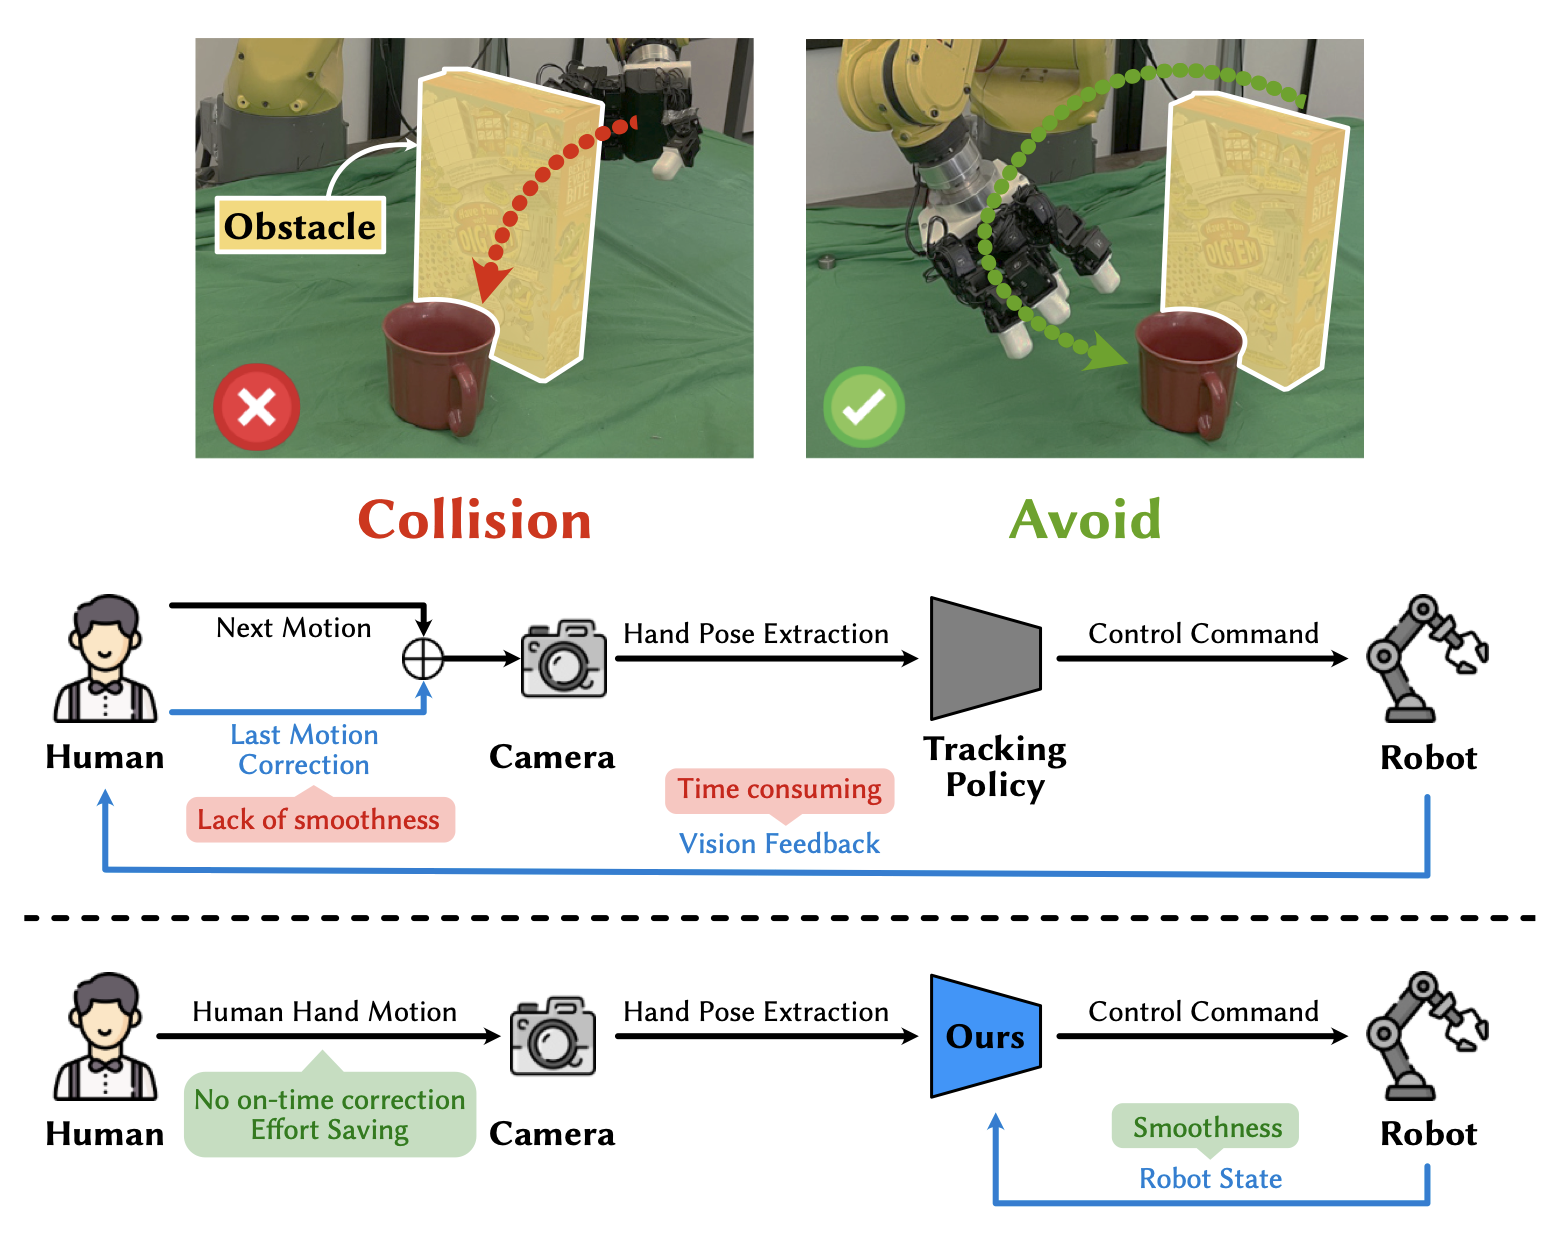 Obstacle
DIG'EM
Collision
Avoid
Next Motion
Hand Pose Extraction
Control Command
Last Motion
Correction
Human
Camera
Tracking
Policy
Robot
Lack of smoothness
Time consuming
Vision Feedback
Human Hand Motion
Hand Pose Extraction
Ours
Control Command
No on-time correction
Effort Saving
Human
Camera
Smoothness
Robot State
Robot